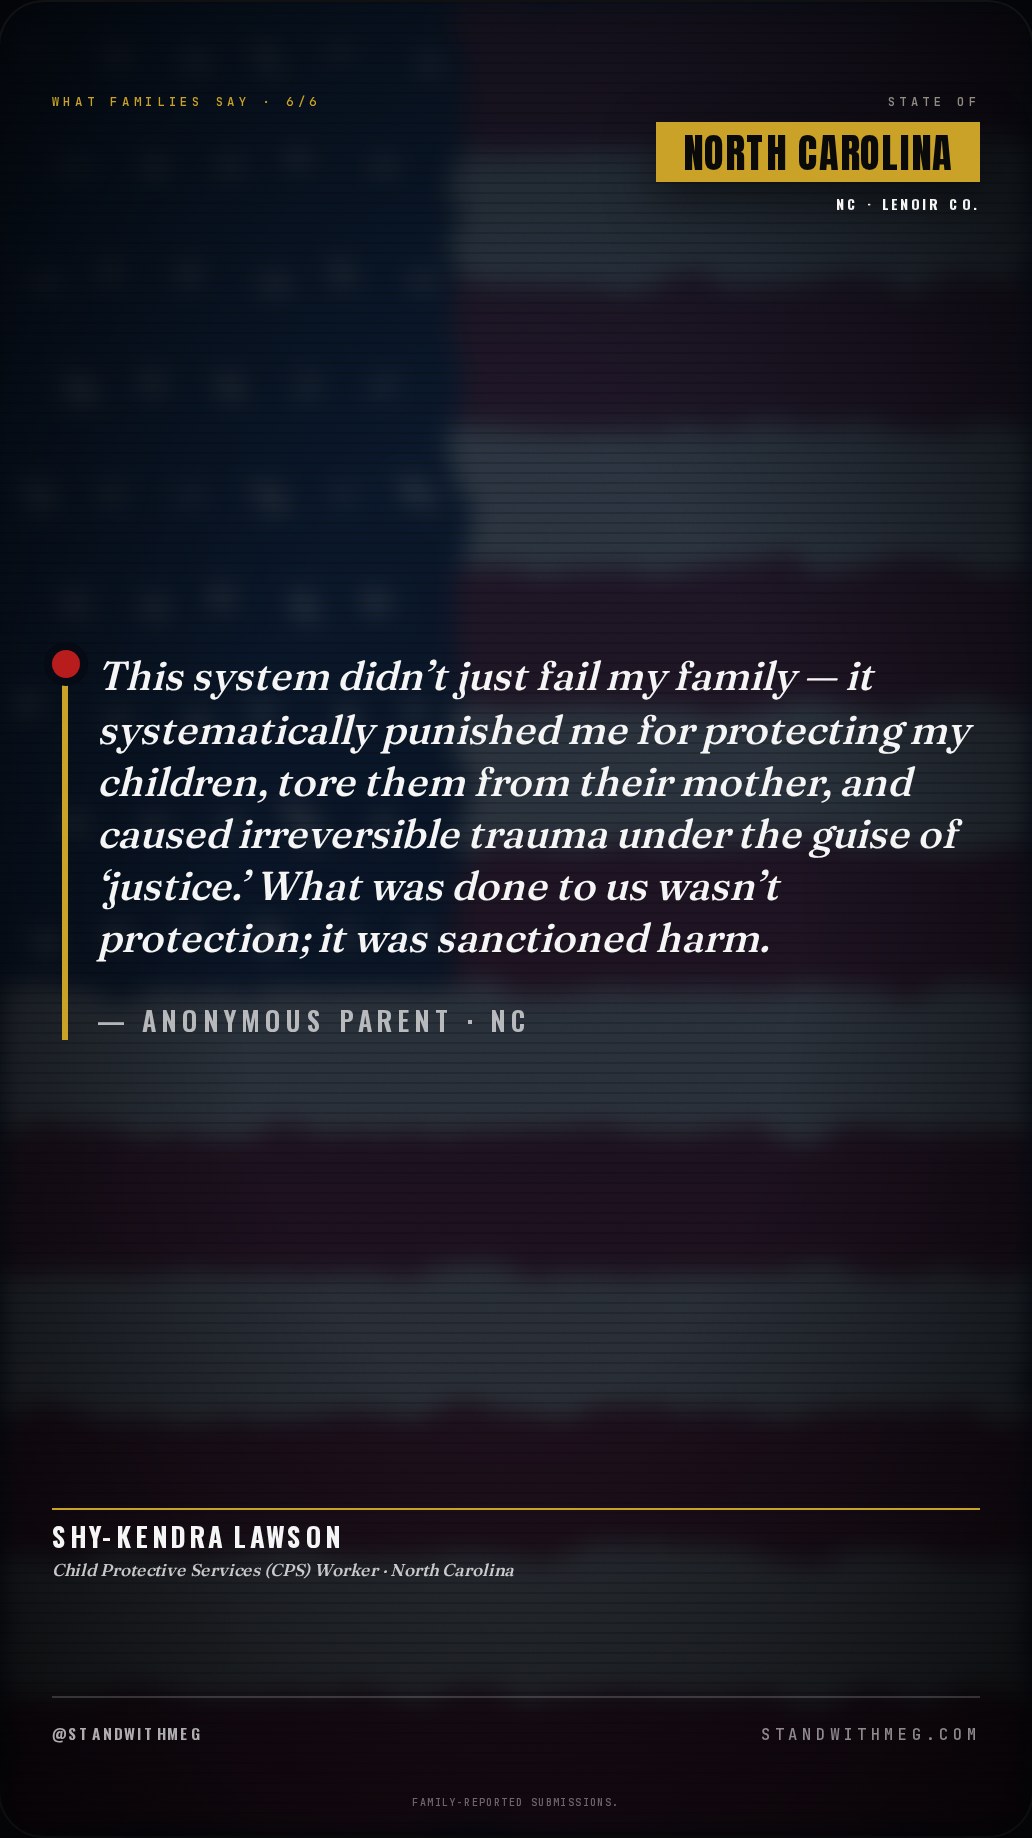 WHAT FAMILIES SAY · 6/6
STATE OF
NORTH CAROLINA
NC · LENOIR CO.
This system didn’t just fail my family — it
systematically punished me for protecting my
children, tore them from their mother, and
caused irreversible trauma under the guise of
‘justice.’ What was done to us wasn’t
protection; it was sanctioned harm.
— ANONYMOUS PARENT · NC
SHY-KENDRA LAWSON
Child Protective Services (CPS) Worker · North Carolina
@STANDWITHMEG
STANDWITHMEG.COM
FAMILY-REPORTED SUBMISSIONS.